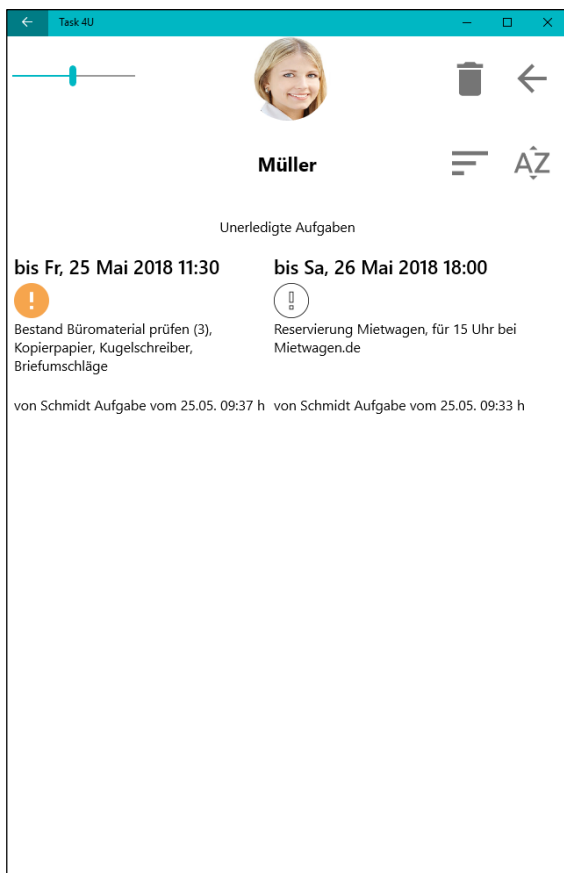 Task 4U
Müller
AZ
Unerledigte Aufgaben
bis Fr, 25 Mai 2018 11:30
Bestand Büromaterial prüfen (3),
Kopierpapier, Kugelschreiber,
Briefumschläge
von Schmidt Aufgabe vom 25.05. 09:37 h
bis Sa, 26 Mai 2018 18:00
Reservierung Mietwagen, für 15 Uhr bei
Mietwagen.de
von Schmidt Aufgabe vom 25.05. 09:33 h